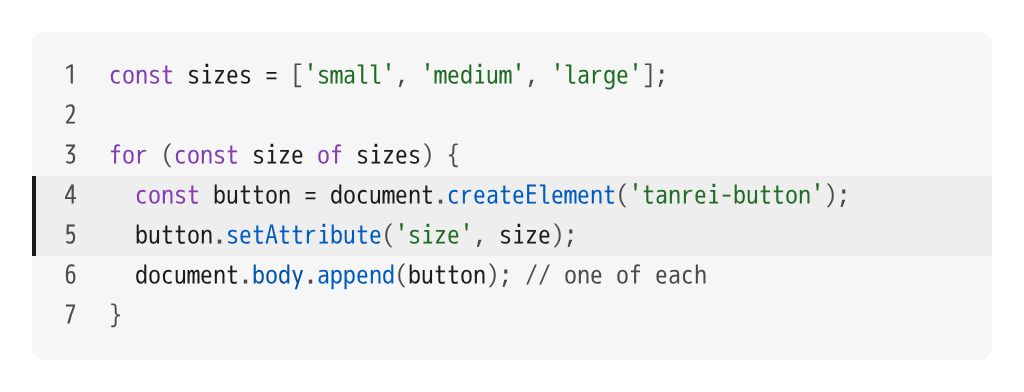 1 const sizes = ['small', 'medium', 'large'];
2
3 for (const size of sizes) {
4   const button = document.createElement('tanrei-button');
5   button.setAttribute('size', size);
6   document.body.append(button); // one of each
7 }